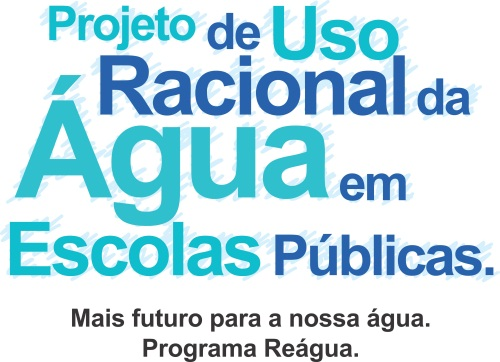 Projeto de Uso
Racional da
Água em
Escolas Públicas.
Mais futuro para a nossa água.
Programa Reágua.